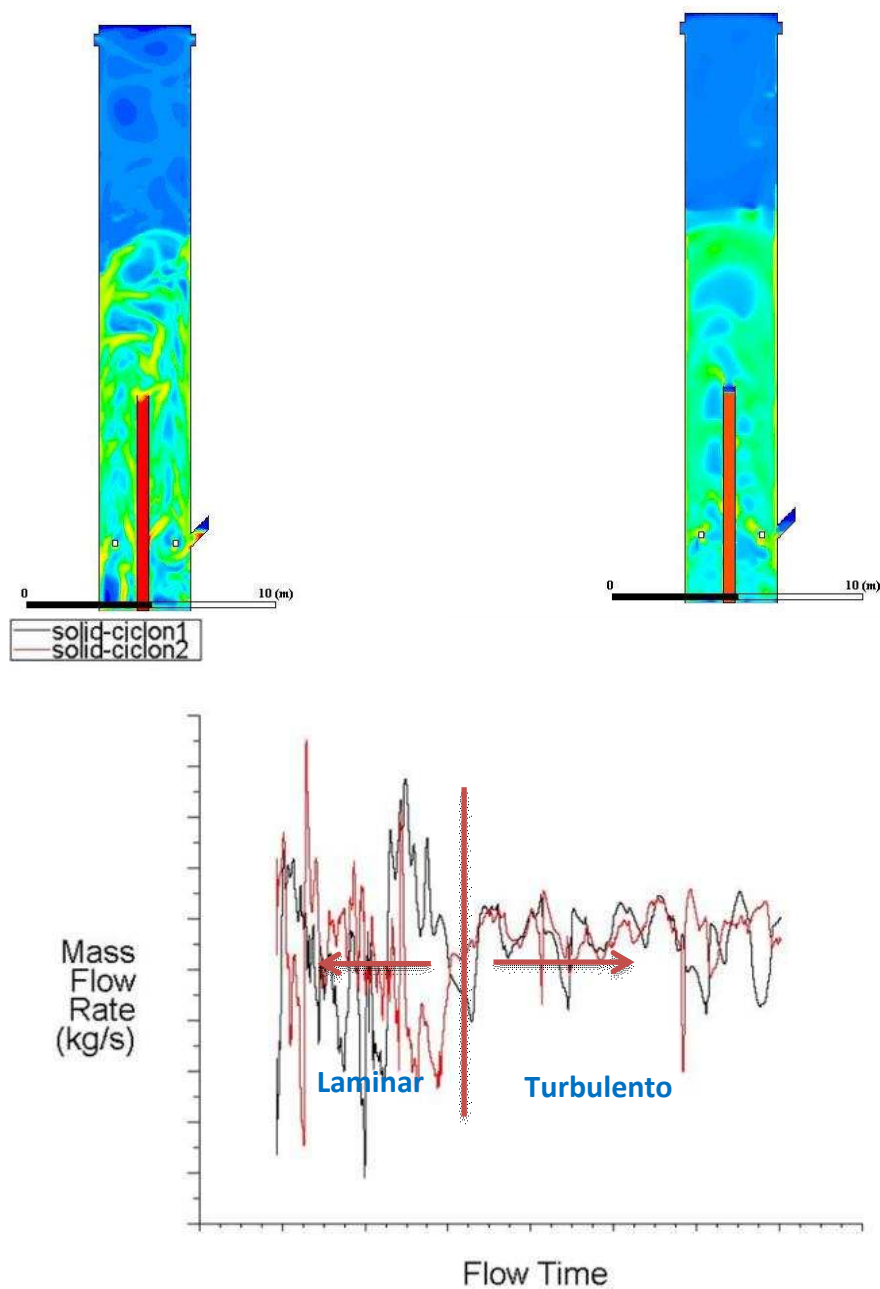 0 10 (m)
0 10 (m)
solid-ciclon1
solid-ciclon2
Mass
Flow
Rate
(kg/s)
Laminar Turbulento
Flow Time